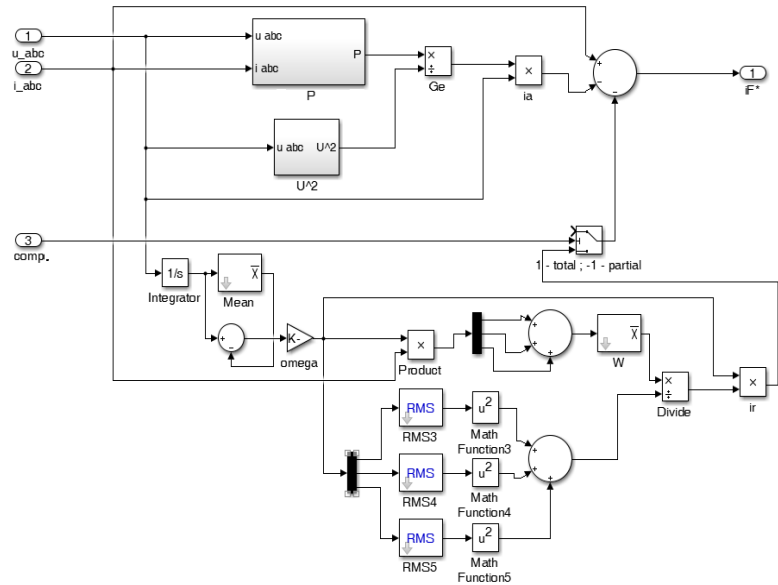 1
u_abc
2
i_abc
u abc
i abc
P
P
×
÷
Ge
×
ia
+
−
−
1
iF*
u abc
U^2
U^2
3
comp.
1 - total ; -1 - partial
1/s
Integrator
x
Mean
+
−
K-
omega
×
Product
+
+
+
x
W
×
÷
Divide
×
ir
RMS
RMS3
u²
Math
Function3
RMS
RMS4
u²
Math
Function4
RMS
RMS5
u²
Math
Function5
+
+
+